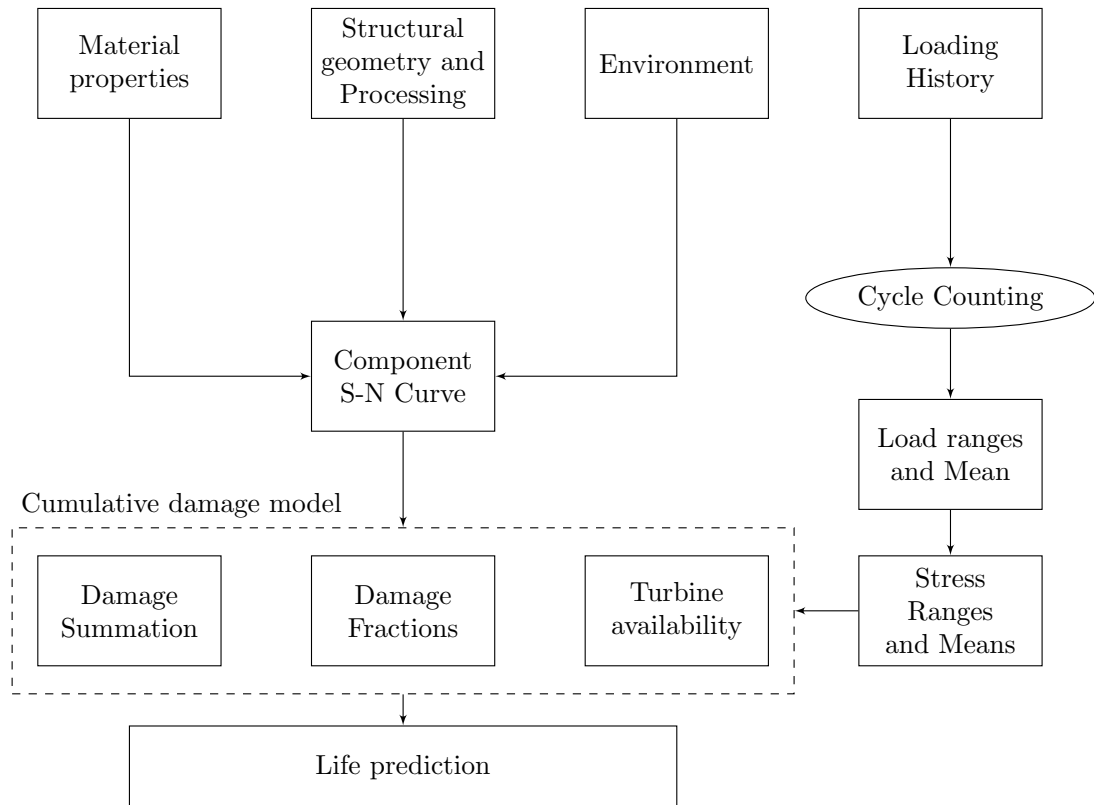 Material
properties
Structural
geometry and
Processing
Environment
Loading
History
Cycle Counting
Component
S-N Curve
Load ranges
and Mean
Cumulative damage model
Damage
Summation
Damage
Fractions
Turbine
availability
Stress
Ranges
and Means
Life prediction